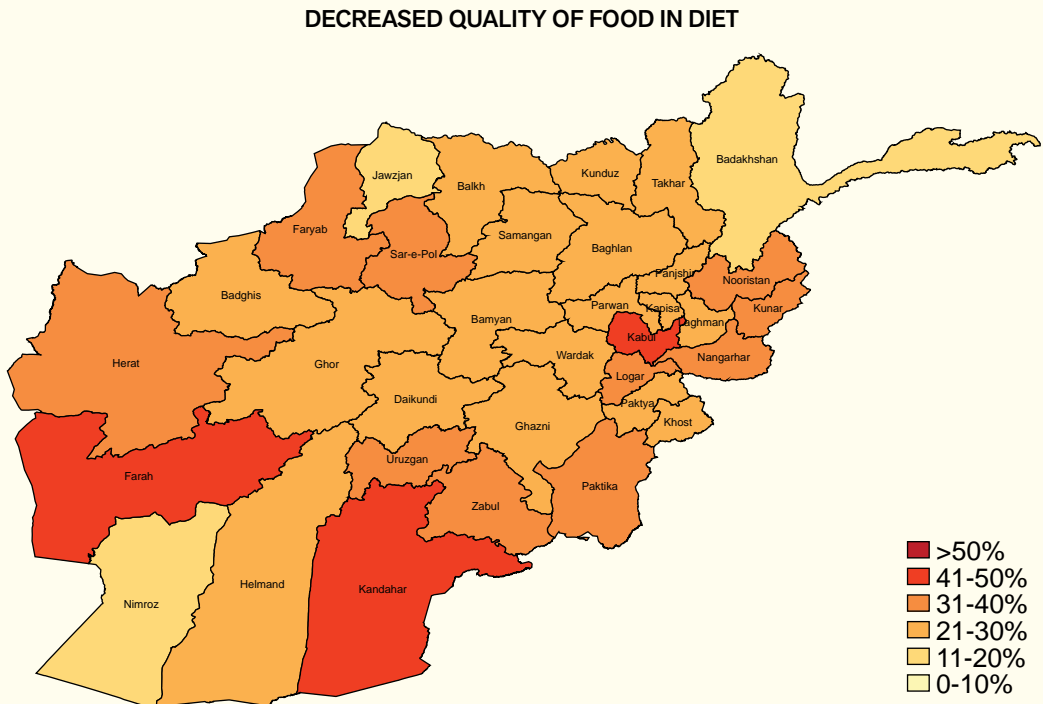 DECREASED QUALITY OF FOOD IN DIET
Badakhshan
Jawzjan
Balkh
Kunduz
Takhar
Faryab
Samangan
Baghlan
Sar-e-Pol
Panjshir
Nooristan
Badghis
Parwan
Kapisa
Kunar
Bamyan
Laghman
Kabul
Herat
Ghor
Wardak
Nangarhar
Logar
Daikundi
Paktya
Ghazni
Khost
Uruzgan
Farah
Paktika
Zabul
Helmand
Kandahar
Nimroz
>50%
41-50%
31-40%
21-30%
11-20%
0-10%